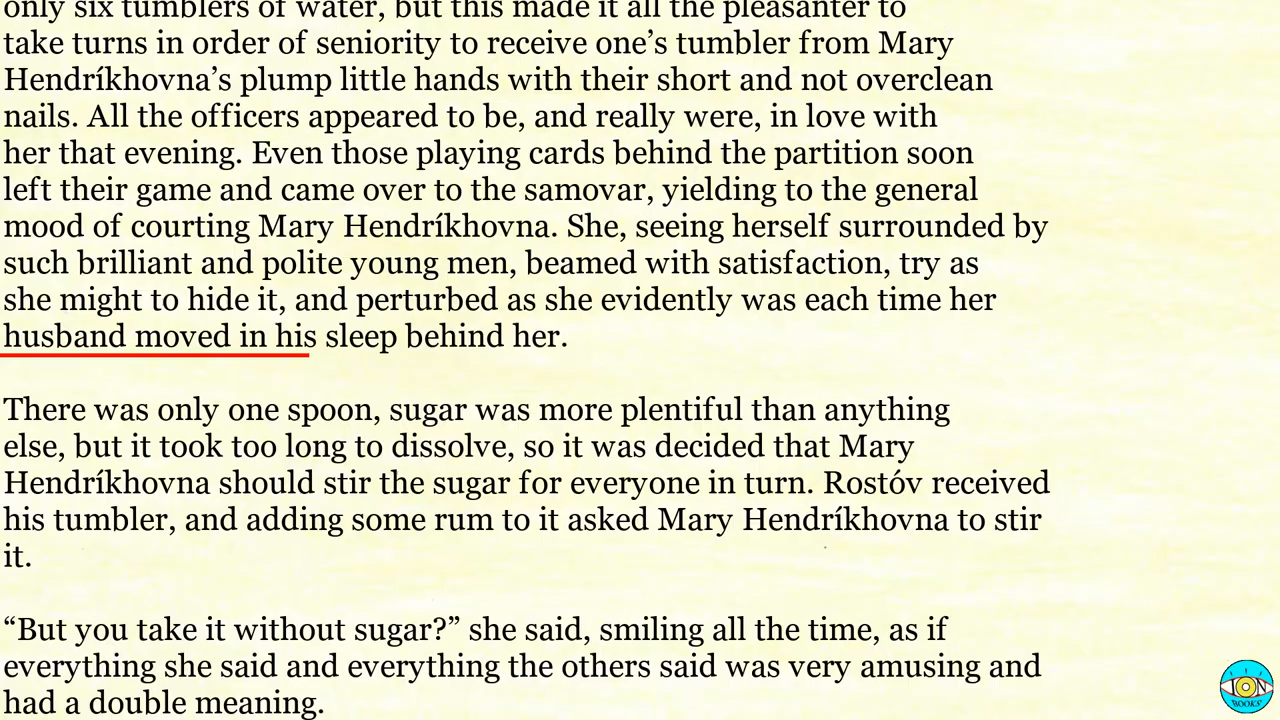 only six tumblers of water, but this made it all the pleasanter to
take turns in order of seniority to receive one’s tumbler from Mary
Hendríkhovna’s plump little hands with their short and not overclean
nails. All the officers appeared to be, and really were, in love with
her that evening. Even those playing cards behind the partition soon
left their game and came over to the samovar, yielding to the general
mood of courting Mary Hendríkhovna. She, seeing herself surrounded by
such brilliant and polite young men, beamed with satisfaction, try as
she might to hide it, and perturbed as she evidently was each time her
husband moved in his sleep behind her.
There was only one spoon, sugar was more plentiful than anything
else, but it took too long to dissolve, so it was decided that Mary
Hendríkhovna should stir the sugar for everyone in turn. Rostóv received
his tumbler, and adding some rum to it asked Mary Hendríkhovna to stir
it.
“But you take it without sugar?” she said, smiling all the time, as if
everything she said and everything the others said was very amusing and
had a double meaning.
ION
BOOKS